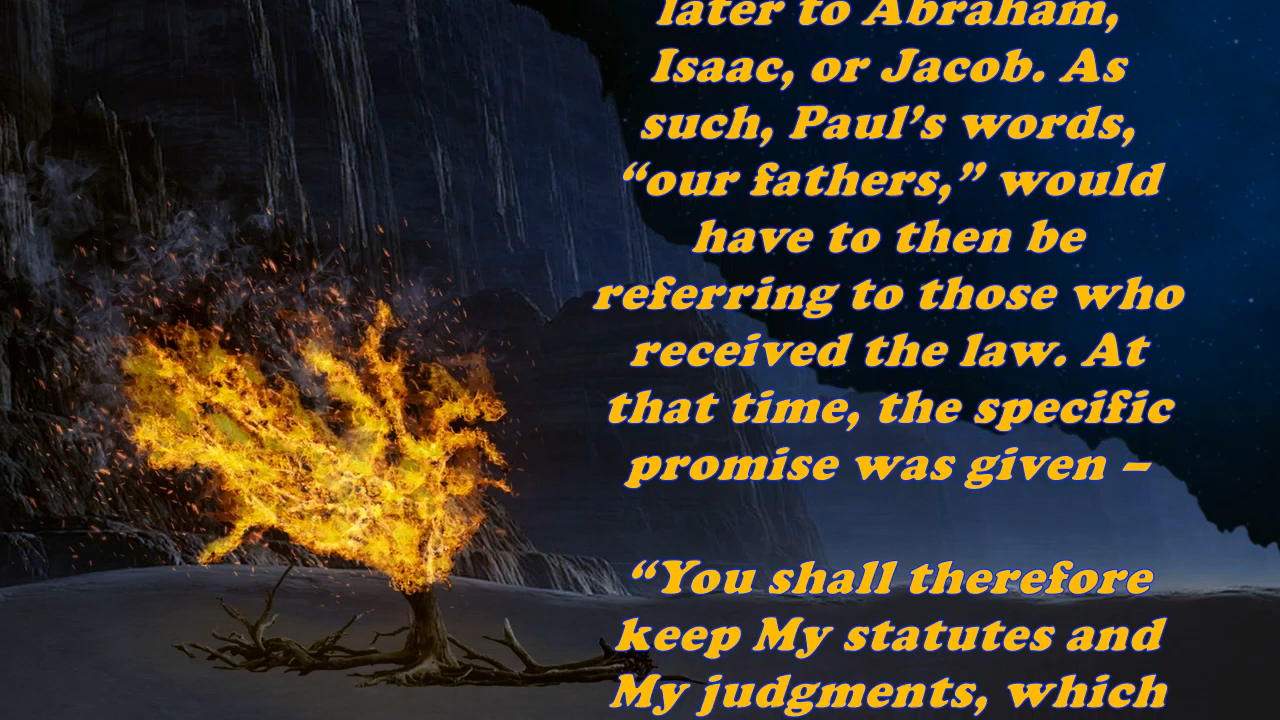 later to Abraham,
Isaac, or Jacob. As
such, Paul’s words,
“our fathers,” would
have to then be
referring to those who
received the law. At
that time, the specific
promise was given –
“You shall therefore
keep My statutes and
My judgments, which